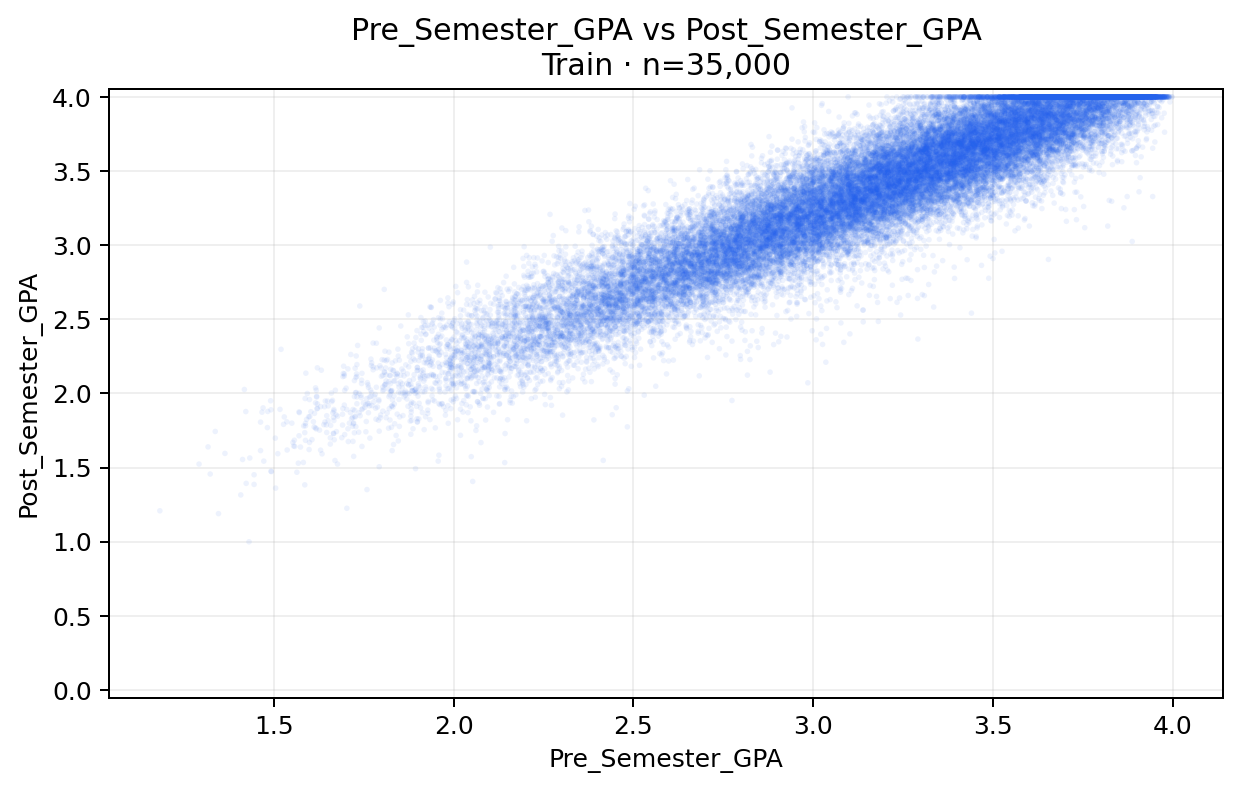 Pre_Semester_GPA vs Post_Semester_GPA
Train · n=35,000
Post_Semester_GPA
4.0
3.5
3.0
2.5
2.0
1.5
1.0
0.5
0.0
1.5 2.0 2.5 3.0 3.5 4.0
Pre_Semester_GPA